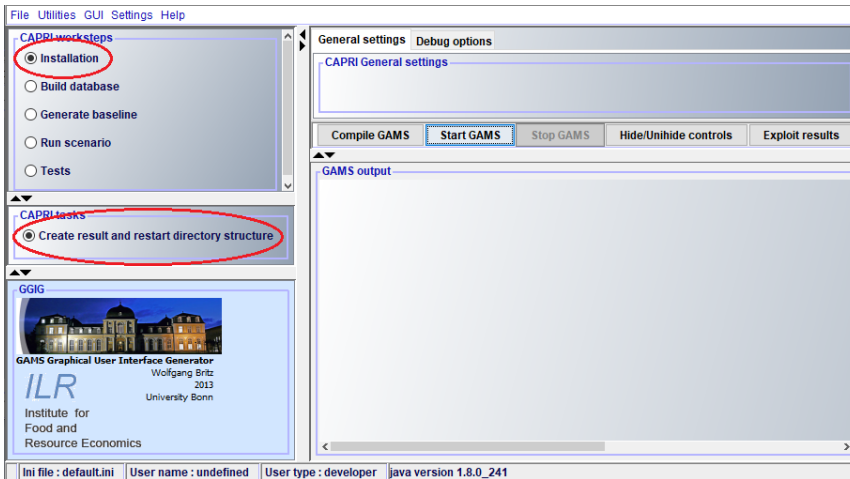 File Utilities GUI Settings Help
CAPRI worksteps
Installation
Build database
Generate baseline
Run scenario
Tests
CAPRI tasks
Create result and restart directory structure
GGIG
GAMS Graphical User Interface Generator
Wolfgang Britz
2013
University Bonn
ILR
Institute for
Food and
Resource Economics
General settings Debug options
CAPRI General settings
Compile GAMS Start GAMS Stop GAMS Hide/Unihide controls Exploit results
GAMS output
Ini file : default.ini User name : undefined User type : developer java version 1.8.0_241